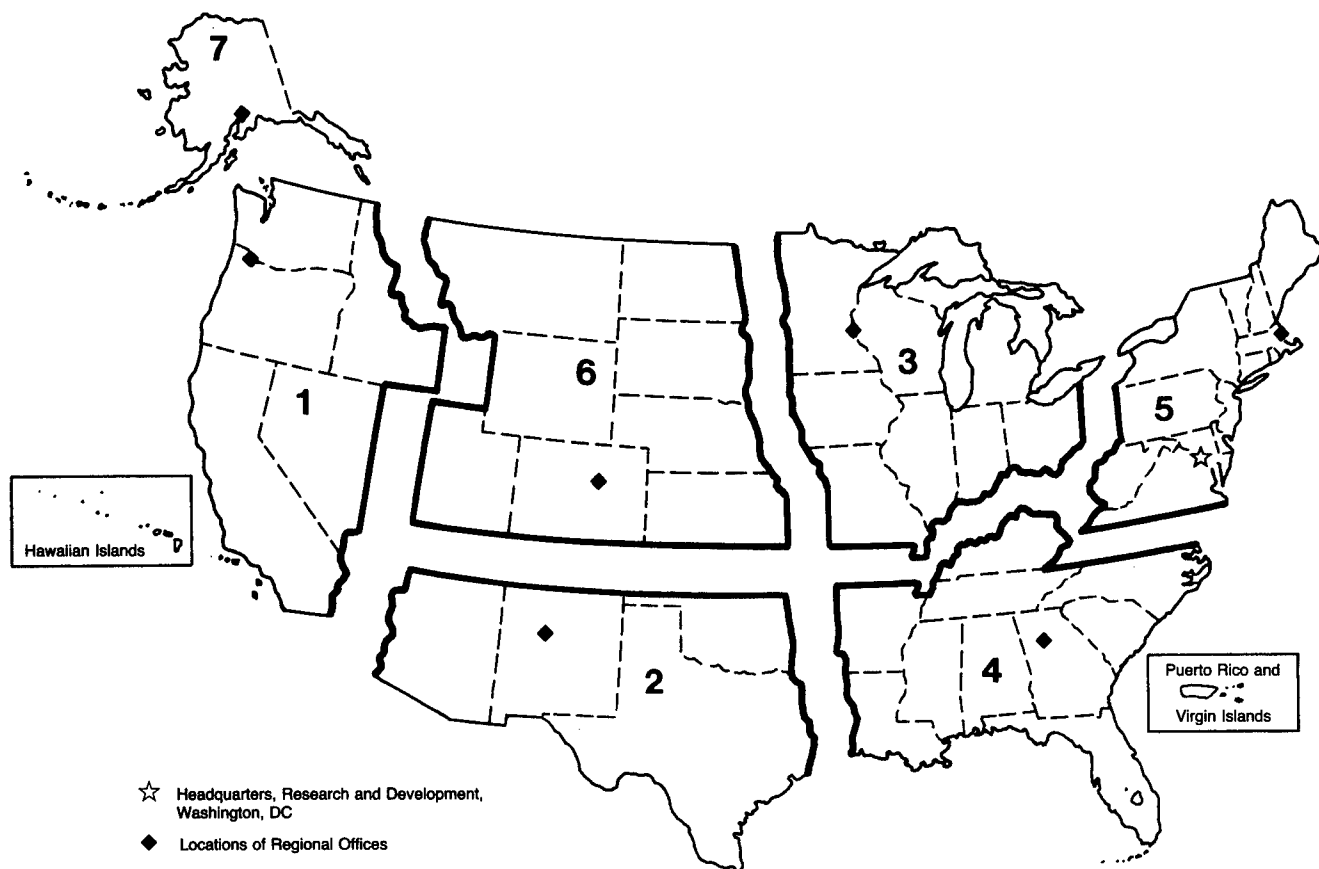 7
6
3
1
5
Hawaiian Islands
2
4
Puerto Rico and
Virgin Islands
Headquarters, Research and Development,
Washington, DC
Locations of Regional Offices